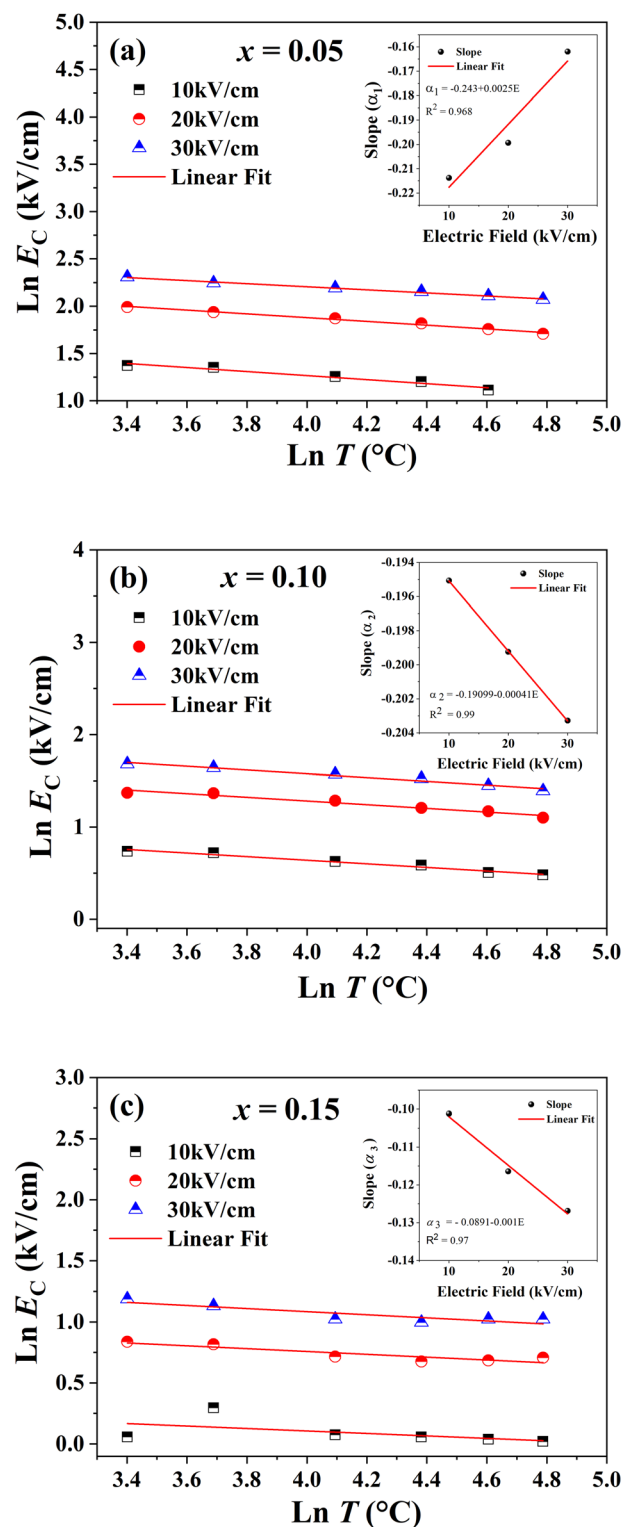 (a) x = 0.05
10kV/cm
20kV/cm
30kV/cm
Linear Fit
Ln E_C (kV/cm)
5.0
4.5
4.0
3.5
3.0
2.5
2.0
1.5
1.0
3.4 3.6 3.8 4.0 4.2 4.4 4.6 4.8 5.0
Ln T (°C)
Slope
Linear Fit
α1 = -0.243+0.0025E
R² = 0.968
Slope (α1)
-0.16
-0.17
-0.18
-0.19
-0.20
-0.21
-0.22
10 20 30
Electric Field (kV/cm)
(b) x = 0.10
10kV/cm
20kV/cm
30kV/cm
Linear Fit
Ln E_C (kV/cm)
4
3
2
1
0
3.4 3.6 3.8 4.0 4.2 4.4 4.6 4.8 5.0
Ln T (°C)
Slope
Linear Fit
α2 = -0.19099-0.00041E
R² = 0.99
Slope (α2)
-0.194
-0.196
-0.198
-0.200
-0.202
-0.204
10 20 30
Electric Field (kV/cm)
(c) x = 0.15
10kV/cm
20kV/cm
30kV/cm
Linear Fit
Ln E_C (kV/cm)
3.0
2.5
2.0
1.5
1.0
0.5
0.0
3.4 3.6 3.8 4.0 4.2 4.4 4.6 4.8 5.0
Ln T (°C)
Slope
Linear Fit
α3 = - 0.0891-0.001E
R² = 0.97
Slope (α3)
-0.10
-0.11
-0.12
-0.13
-0.14
10 20 30
Electric Field (kV/cm)